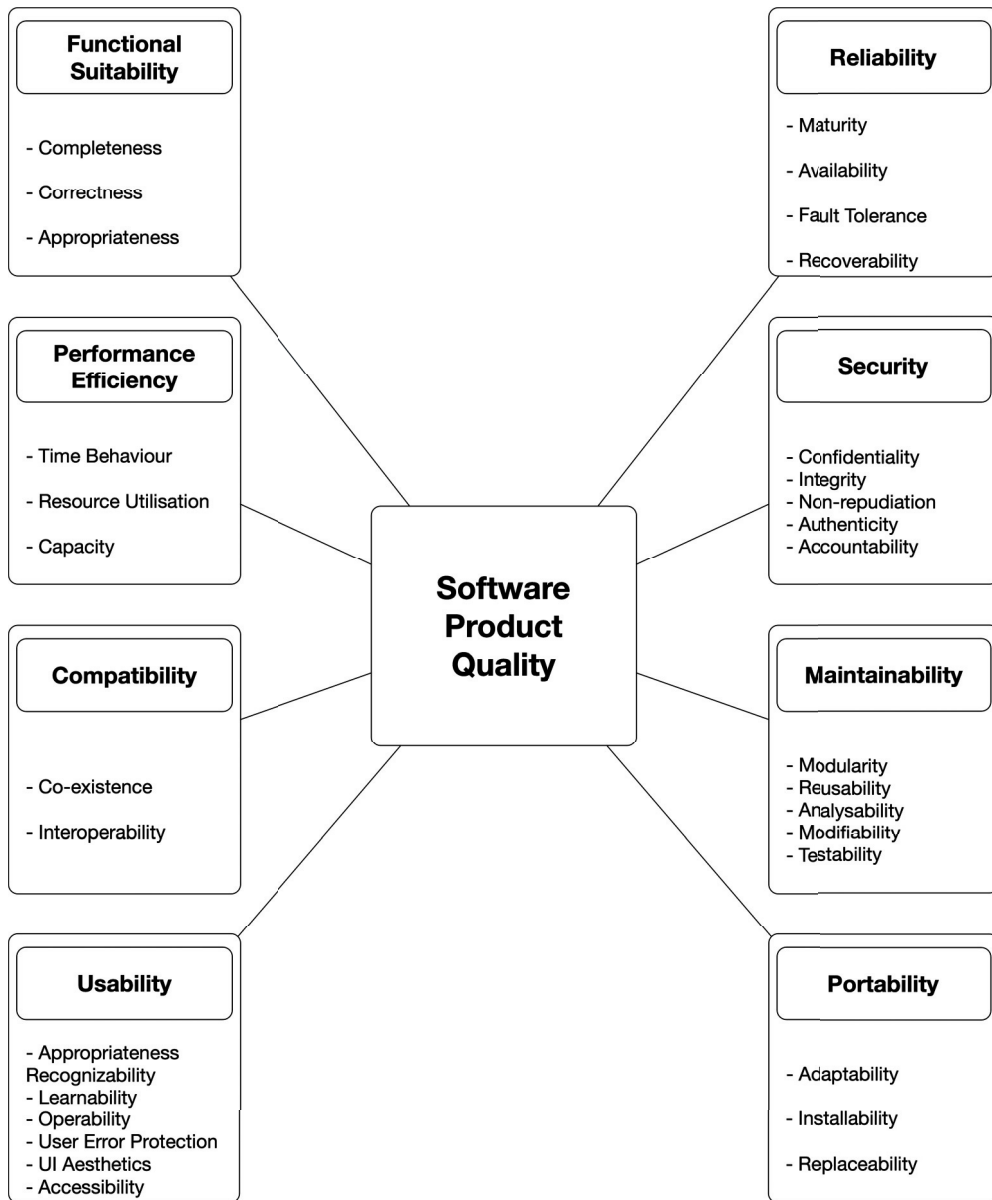 Functional
Suitability
- Completeness
- Correctness
- Appropriateness
Performance
Efficiency
- Time Behaviour
- Resource Utilisation
- Capacity
Compatibility
- Co-existence
- Interoperability
Usability
- Appropriateness
Recognizability
- Learnability
- Operability
- User Error Protection
- UI Aesthetics
- Accessibility
Software
Product
Quality
Reliability
- Maturity
- Availability
- Fault Tolerance
- Recoverability
Security
- Confidentiality
- Integrity
- Non-repudiation
- Authenticity
- Accountability
Maintainability
- Modularity
- Reusability
- Analysability
- Modifiability
- Testability
Portability
- Adaptability
- Installability
- Replaceability